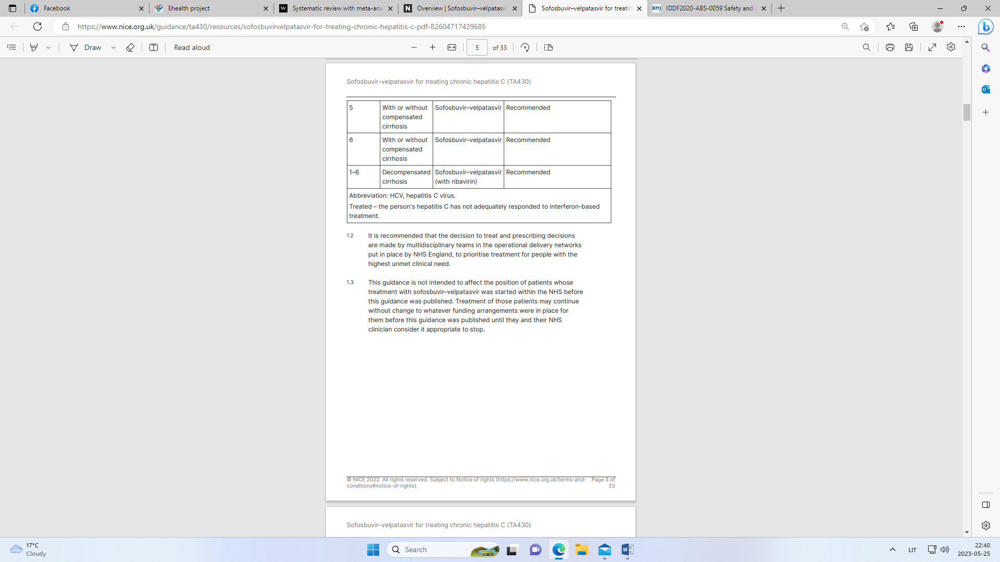 Facebook
Ehealth project
Systematic review with meta-ana
Overview | Sofosbuvir–velpatasvi
Sofosbuvir–velpatasvir for treatin
BMJ IDDF2020-ABS-0059 Safety and e
https://www.nice.org.uk/guidance/ta430/resources/sofosbuvirvelpatasvir-for-treating-chronic-hepatitis-c-pdf-82604717439685
Draw
Read aloud
5 of 33
Sofosbuvir–velpatasvir for treating chronic hepatitis C (TA430)
5 With or without Sofosbuvir–velpatasvir Recommended
compensated
cirrhosis
6 With or without Sofosbuvir–velpatasvir Recommended
compensated
cirrhosis
1–6 Decompensated Sofosbuvir–velpatasvir Recommended
cirrhosis (with ribavirin)
Abbreviation: HCV, hepatitis C virus.
Treated – the person's hepatitis C has not adequately responded to interferon-based
treatment.
1.2 It is recommended that the decision to treat and prescribing decisions
are made by multidisciplinary teams in the operational delivery networks
put in place by NHS England, to prioritise treatment for people with the
highest unmet clinical need.
1.3 This guidance is not intended to affect the position of patients whose
treatment with sofosbuvir–velpatasvir was started within the NHS before
this guidance was published. Treatment of those patients may continue
without change to whatever funding arrangements were in place for
them before this guidance was published until they and their NHS
clinician consider it appropriate to stop.
© NICE 2022. All rights reserved. Subject to Notice of rights (https://www.nice.org.uk/terms-and- Page 5 of
conditions#notice-of-rights). 33
Sofosbuvir–velpatasvir for treating chronic hepatitis C (TA430)
17°C
Cloudy
Search
LIT
22:40
2023-05-25